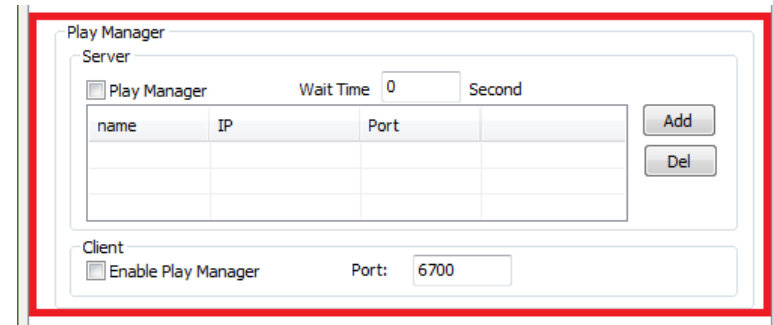 Play Manager
Server
Play Manager Wait Time 0 Second
name IP Port
Add
Del
Client
Enable Play Manager Port: 6700